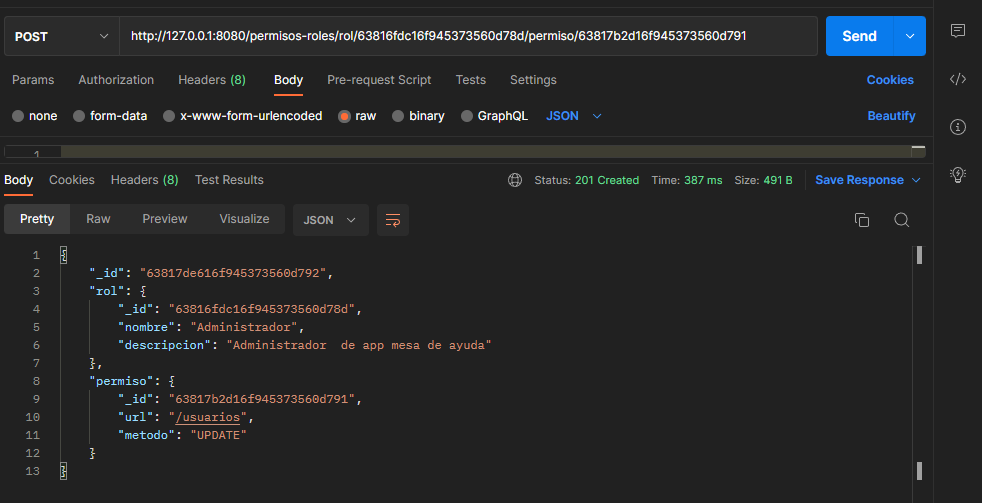 POST http://127.0.0.1:8080/permisos-roles/rol/63816fdc16f945373560d78d/permiso/63817b2d16f945373560d791 Send
Params Authorization Headers (8) Body Pre-request Script Tests Settings Cookies
none form-data x-www-form-urlencoded raw binary GraphQL JSON Beautify
1
Body Cookies Headers (8) Test Results Status: 201 Created Time: 387 ms Size: 491 B Save Response
Pretty Raw Preview Visualize JSON
1 {
2 "_id": "63817de616f945373560d792",
3 "rol": {
4 "_id": "63816fdc16f945373560d78d",
5 "nombre": "Administrador",
6 "descripcion": "Administrador  de app mesa de ayuda"
7 },
8 "permiso": {
9 "_id": "63817b2d16f945373560d791",
10 "url": "/usuarios",
11 "metodo": "UPDATE"
12 }
13 }